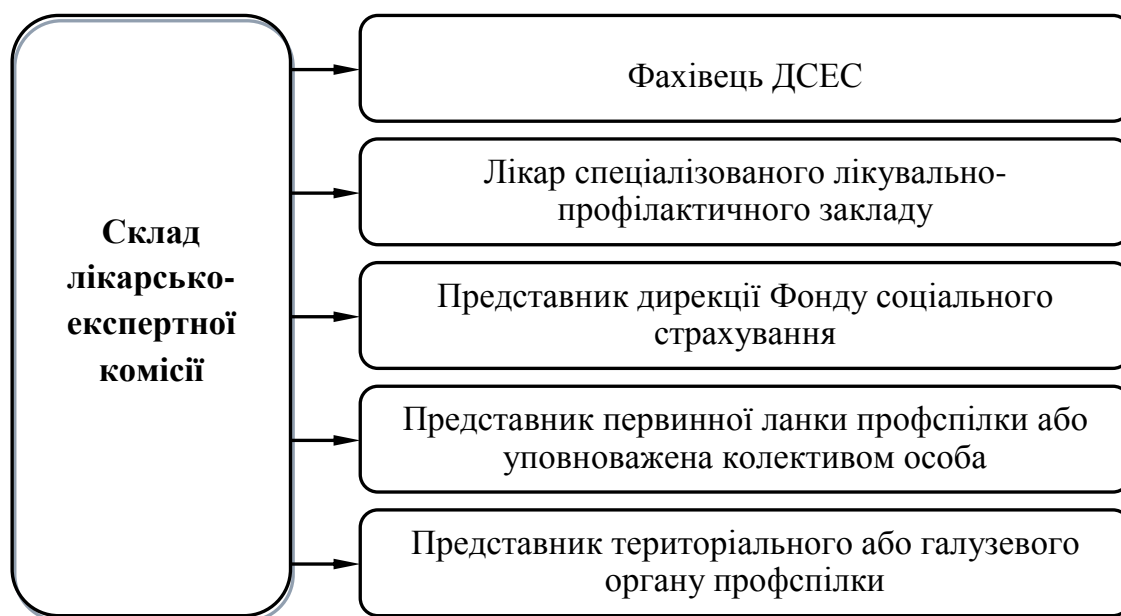 Склад
лікарсько-
експертної
комісії
Фахівець ДСЕС
Лікар спеціалізованого лікувально-
профілактичного закладу
Представник дирекції Фонду соціального
страхування
Представник первинної ланки профспілки або
уповноважена колективом особа
Представник територіального або галузевого
органу профспілки